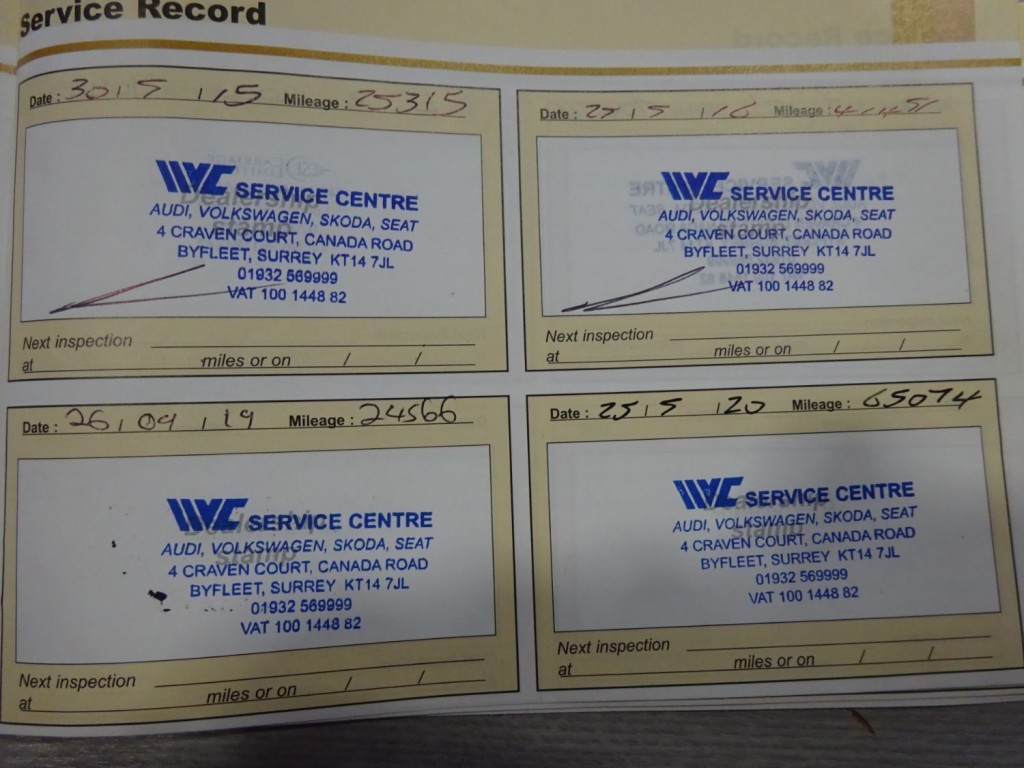 Service Record
Date : 30 / 5 / 15 Mileage : 25315
WC SERVICE CENTRE
AUDI, VOLKSWAGEN, SKODA, SEAT
4 CRAVEN COURT, CANADA ROAD
BYFLEET, SURREY KT14 7JL
01932 569999
VAT 100 1448 82
Next inspection
at miles or on / /
Date : / 5 / 16 Mileage :
SERVICE CENTRE
AUDI, VOLKSWAGEN, SKODA, SEAT
4 CRAVEN COURT, CANADA ROAD
BYFLEET, SURREY KT14 7JL
01932 569999
VAT 100 1448 82
Next inspection
at miles or on / /
Date : 26 / 09 / 19 Mileage : 24566
SERVICE CENTRE
AUDI, VOLKSWAGEN, SKODA, SEAT
4 CRAVEN COURT, CANADA ROAD
BYFLEET, SURREY KT14 7JL
01932 569999
VAT 100 1448 82
Next inspection
at miles or on / /
Date : 25 / 5 / 20 Mileage : 65074
SERVICE CENTRE
AUDI, VOLKSWAGEN, SKODA, SEAT
4 CRAVEN COURT, CANADA ROAD
BYFLEET, SURREY KT14 7JL
01932 569999
VAT 100 1448 82
Next inspection
at miles or on / /